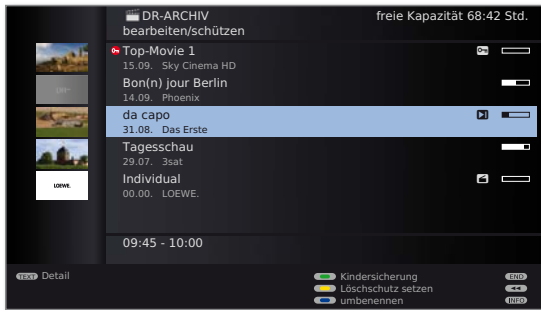 DR-ARCHIV
freie Kapazität 68:42 Std.
bearbeiten/schützen
Top-Movie 1
15.09. Sky Cinema HD
Bon(n) jour Berlin
14.09. Phoenix
da capo
31.08. Das Erste
Tagesschau
29.07. 3sat
Individual
00.00. LOEWE.
LOEWE.
09:45 - 10:00
TEXT Detail
Kindersicherung END
Löschschutz setzen
umbenennen INFO